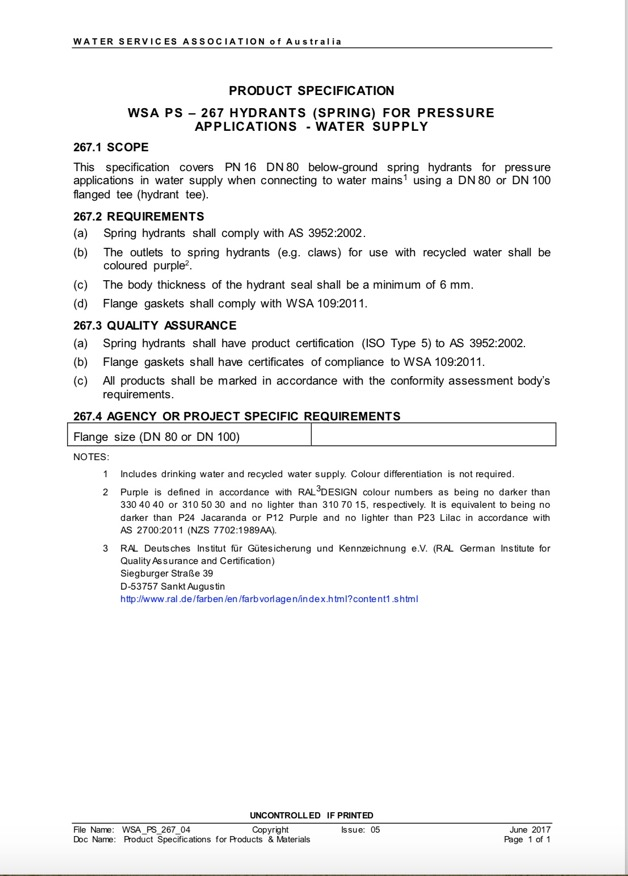 WATER SERVICES ASSOCIATION of Australia
PRODUCT SPECIFICATION
WSA PS – 267 HYDRANTS (SPRING) FOR PRESSURE
APPLICATIONS - WATER SUPPLY
267.1 SCOPE
This specification covers PN 16 DN 80 below-ground spring hydrants for pressure
applications in water supply when connecting to water mains1 using a DN 80 or DN 100
flanged tee (hydrant tee).
267.2 REQUIREMENTS
(a) Spring hydrants shall comply with AS 3952:2002.
(b) The outlets to spring hydrants (e.g. claws) for use with recycled water shall be
coloured purple2.
(c) The body thickness of the hydrant seal shall be a minimum of 6 mm.
(d) Flange gaskets shall comply with WSA 109:2011.
267.3 QUALITY ASSURANCE
(a) Spring hydrants shall have product certification (ISO Type 5) to AS 3952:2002.
(b) Flange gaskets shall have certificates of compliance to WSA 109:2011.
(c) All products shall be marked in accordance with the conformity assessment body's
requirements.
267.4 AGENCY OR PROJECT SPECIFIC REQUIREMENTS
Flange size (DN 80 or DN 100)
NOTES:
1 Includes drinking water and recycled water supply. Colour differentiation is not required.
2 Purple is defined in accordance with RAL3DESIGN colour numbers as being no darker than
330 40 40 or 310 50 30 and no lighter than 310 70 15, respectively. It is equivalent to being no
darker than P24 Jacaranda or P12 Purple and no lighter than P23 Lilac in accordance with
AS 2700:2011 (NZS 7702:1989AA).
3 RAL Deutsches Institut für Gütesicherung und Kennzeichnung e.V. (RAL German Institute for
Quality Assurance and Certification)
Siegburger Straße 39
D-53757 Sankt Augustin
http://www.ral.de/farben/en/farbvorlagen/index.html?content1.shtml
UNCONTROLLED IF PRINTED
File Name: WSA_PS_267_04 Copyright Issue: 05 June 2017
Doc Name: Product Specifications for Products & Materials Page 1 of 1